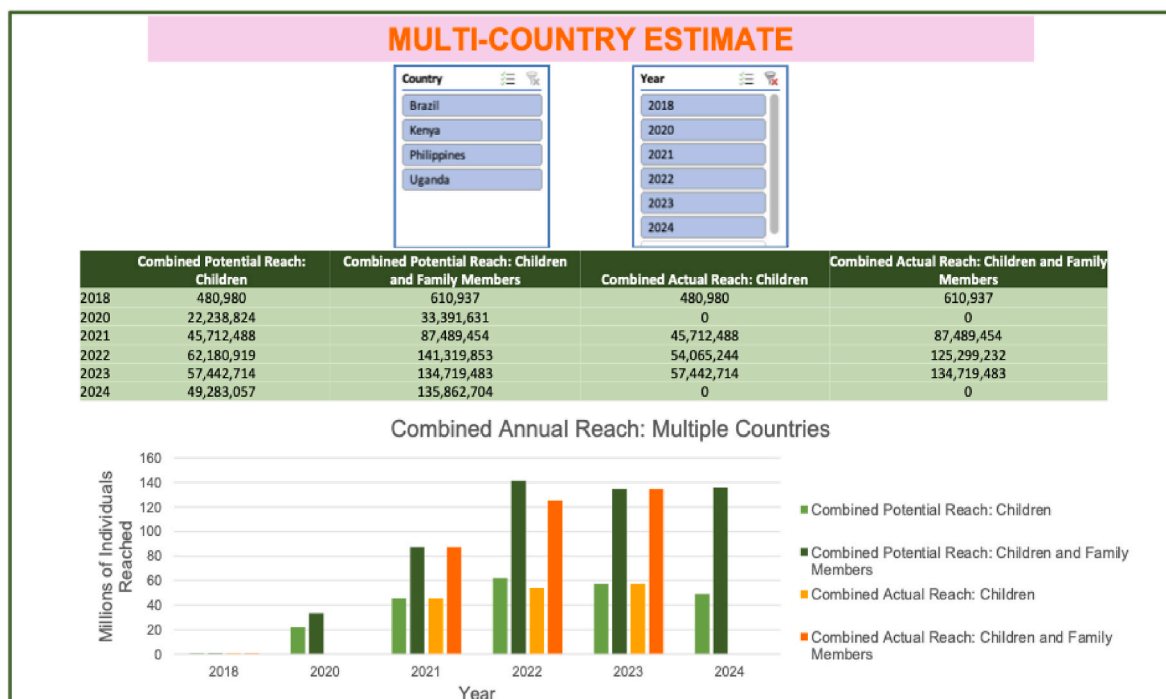 MULTI-COUNTRY ESTIMATE
Country
Brazil
Kenya
Philippines
Uganda
Year
2018
2020
2021
2022
2023
2024
Combined Potential Reach: Children
Combined Potential Reach: Children and Family Members
Combined Actual Reach: Children
Combined Actual Reach: Children and Family Members
2018 480,980 610,937 480,980 610,937
2020 22,238,824 33,391,631 0 0
2021 45,712,488 87,489,454 45,712,488 87,489,454
2022 62,180,919 141,319,853 54,065,244 125,299,232
2023 57,442,714 134,719,483 57,442,714 134,719,483
2024 49,283,057 135,862,704 0 0
Combined Annual Reach: Multiple Countries
Millions of Individuals
Reached
160
140
120
100
80
60
40
20
0
2018 2020 2021 2022 2023 2024
Year
Combined Potential Reach: Children
Combined Potential Reach: Children and Family
Members
Combined Actual Reach: Children
Combined Actual Reach: Children and Family
Members